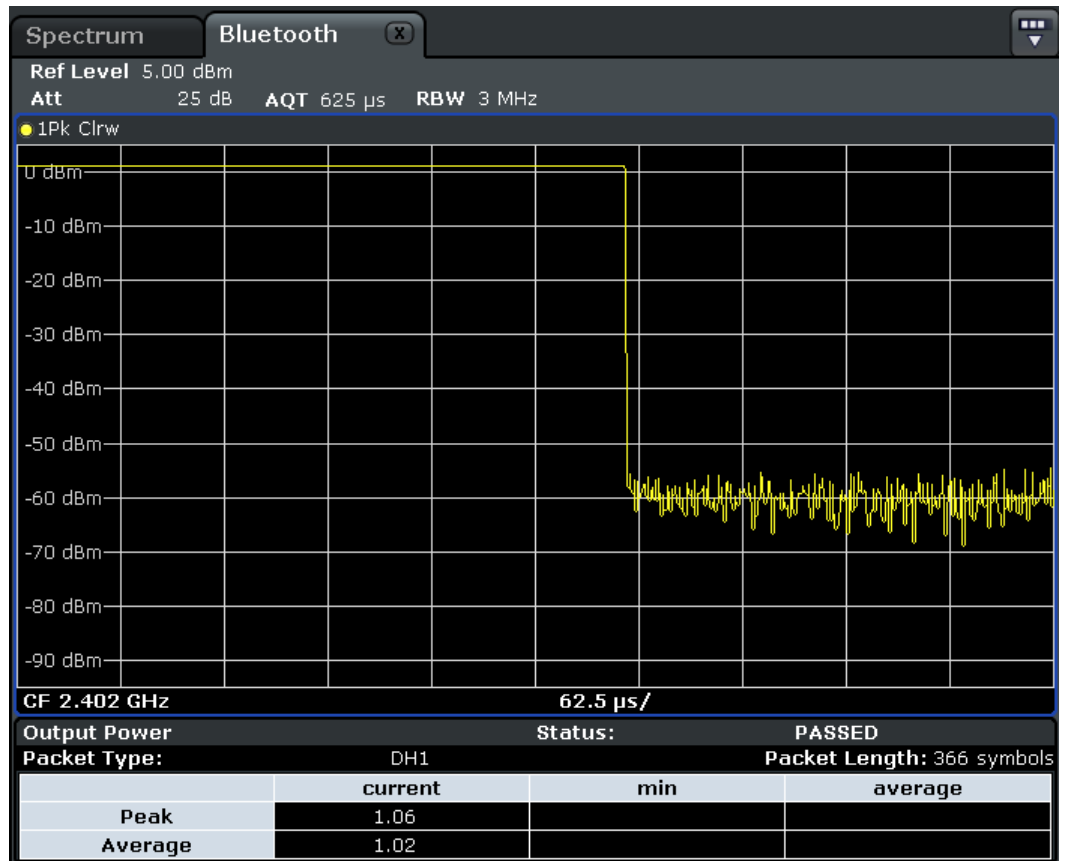 Spectrum Bluetooth X
Ref Level 5.00 dBm
Att 25 dB AQT 625 µs RBW 3 MHz
1Pk Clrw
0 dBm
-10 dBm
-20 dBm
-30 dBm
-40 dBm
-50 dBm
-60 dBm
-70 dBm
-80 dBm
-90 dBm
CF 2.402 GHz 62.5 µs/
Output Power Status: PASSED
Packet Type: DH1 Packet Length: 366 symbols
current min average
Peak 1.06
Average 1.02